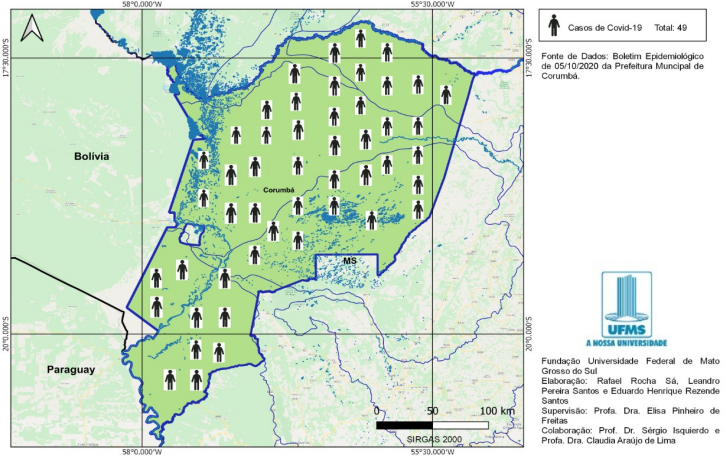 58°0.000'W
55°30.000'W
17°30.000'S
17°30.000'S
Bolívia
Corumbá
MS
20°0.000'S
20°0.000'S
Paraguay
0 50 100 km
SIRGAS 2000
58°0.000'W
55°30.000'W
Casos de Covid-19 Total: 49
Fonte de Dados: Boletim Epidemiológico
de 05/10/2020 da Prefeitura Muncipal de
Corumbá.
UFMS
A NOSSA UNIVERSIDADE
Fundação Universidade Federal de Mato
Grosso do Sul
Elaboração: Rafael Rocha Sá, Leandro
Pereira Santos e Eduardo Henrique Rezende
Santos
Supervisão: Profa. Dra. Elisa Pinheiro de
Freitas
Colaboração: Prof. Dr. Sérgio Isquierdo e
Profa. Dra. Claudia Araújo de Lima